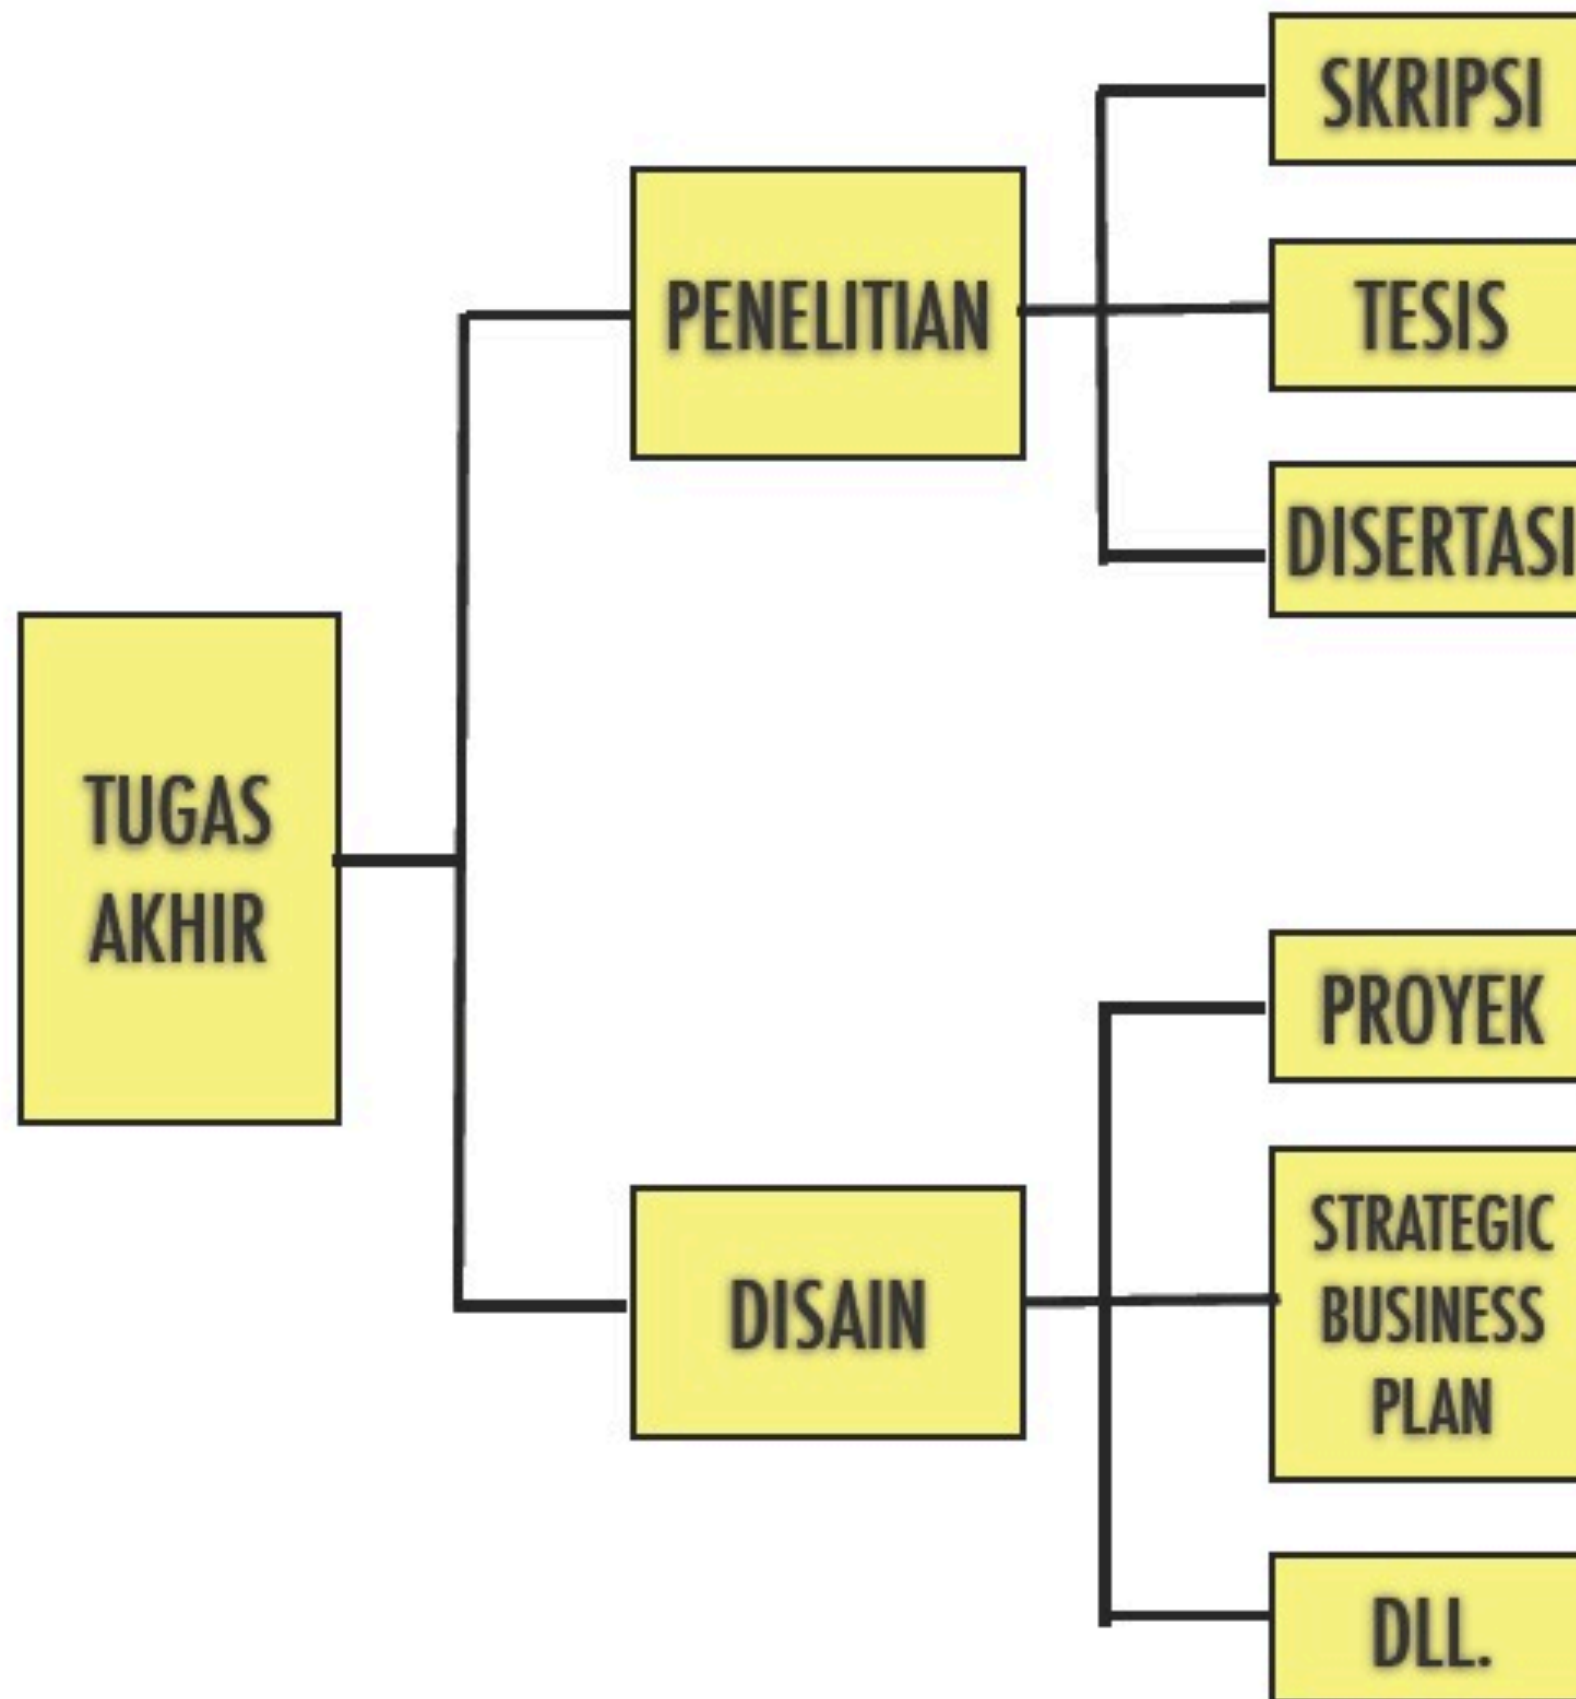 SKRIPSI
PENELITIAN
TESIS
DISERTASI
TUGAS
AKHIR
PROYEK
DISAIN
STRATEGIC
BUSINESS
PLAN
DLL.